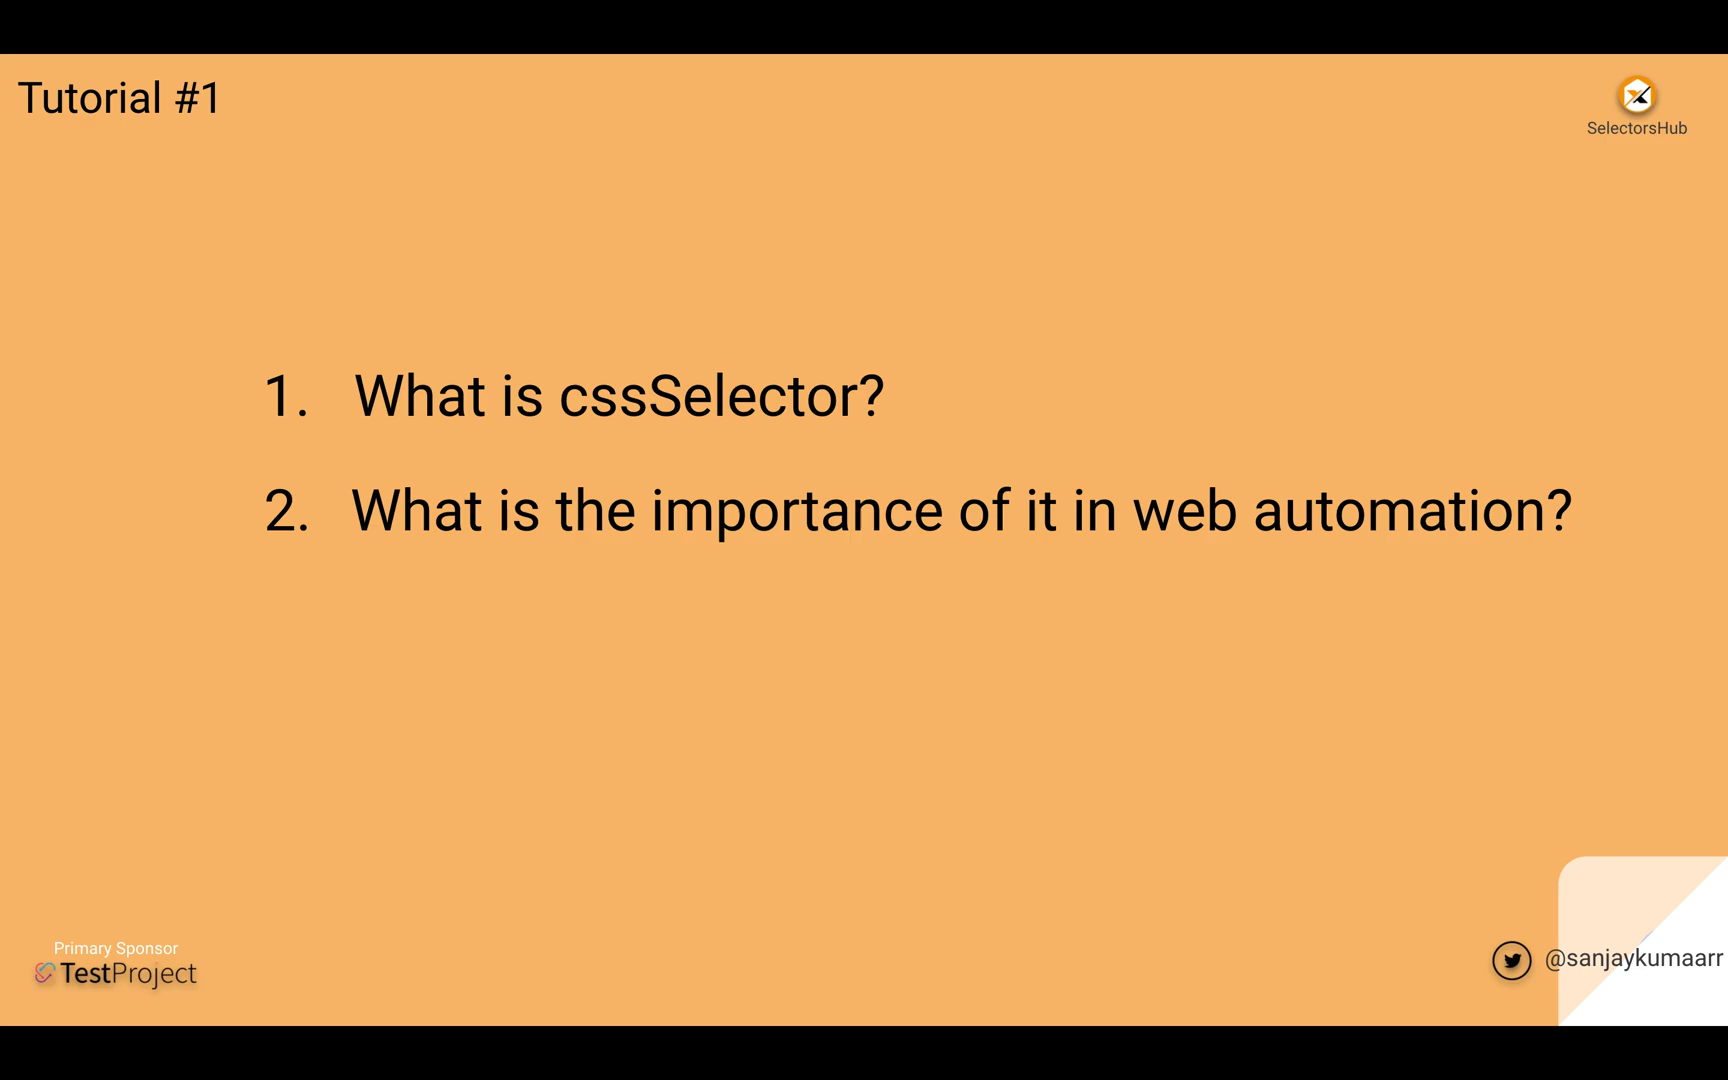 Tutorial #1
SelectorsHub
1. What is cssSelector?
2. What is the importance of it in web automation?
Primary Sponsor
TestProject
@sanjaykumaarr